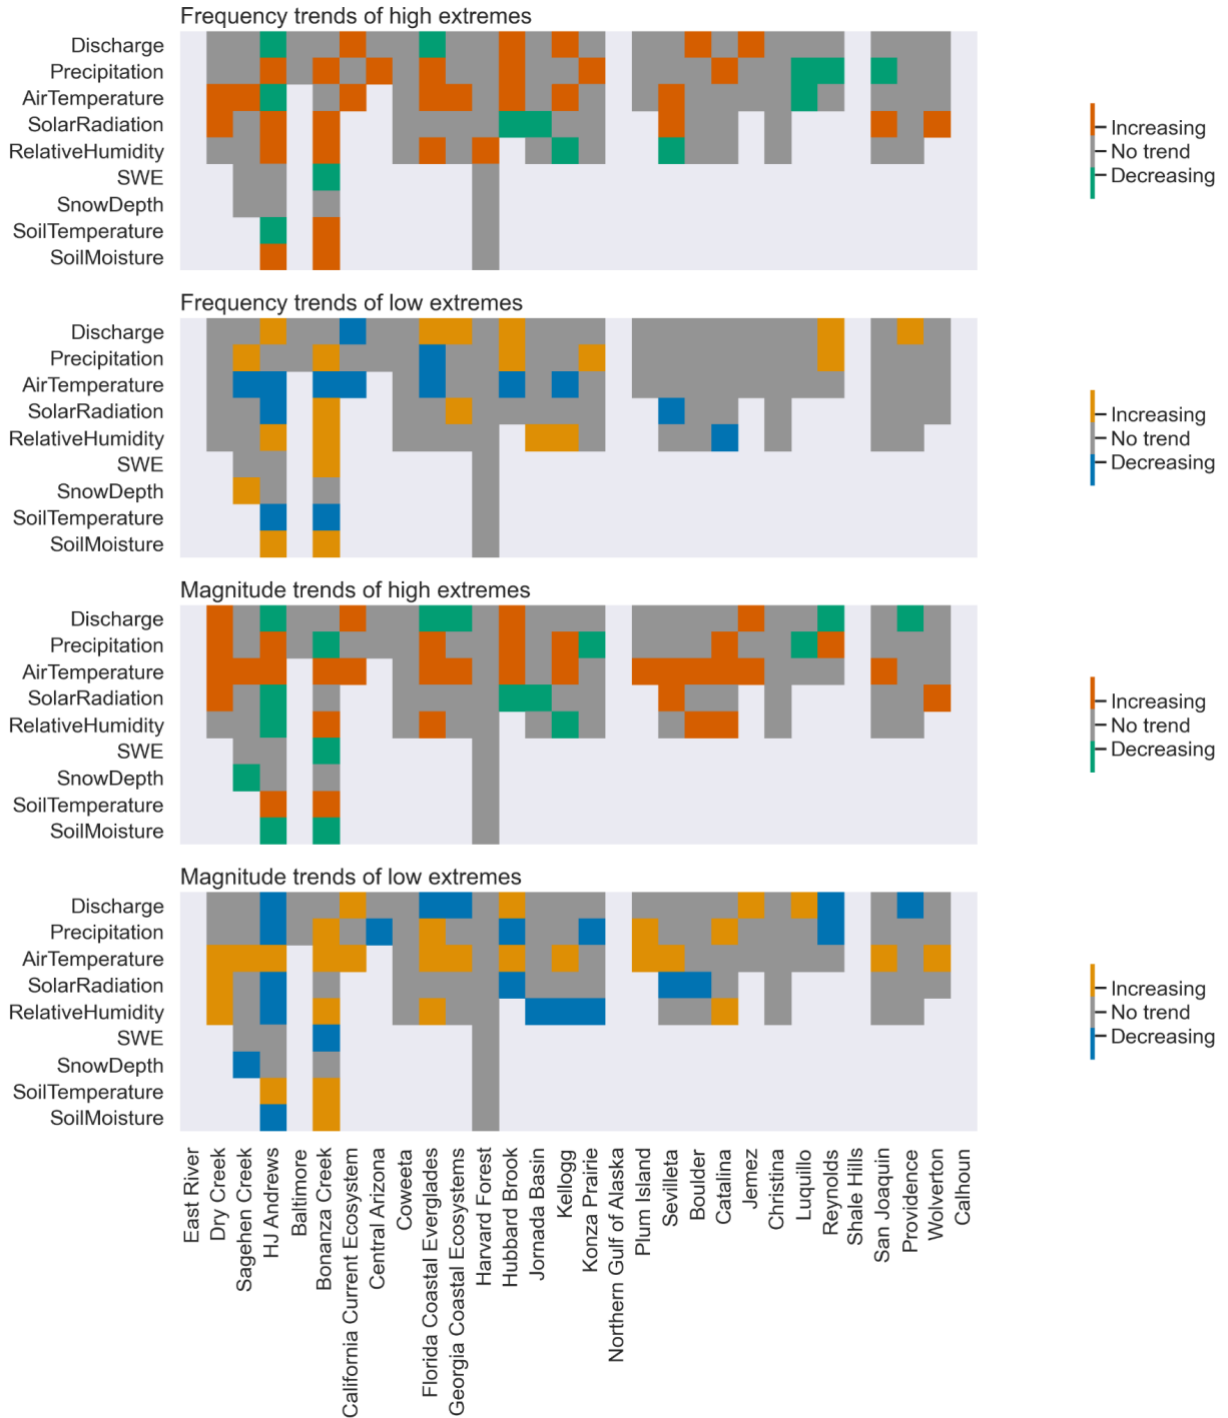 Frequency trends of high extremes
Discharge
Precipitation
AirTemperature
SolarRadiation
RelativeHumidity
SWE
SnowDepth
SoilTemperature
SoilMoisture
Increasing
No trend
Decreasing
Frequency trends of low extremes
Discharge
Precipitation
AirTemperature
SolarRadiation
RelativeHumidity
SWE
SnowDepth
SoilTemperature
SoilMoisture
Increasing
No trend
Decreasing
Magnitude trends of high extremes
Discharge
Precipitation
AirTemperature
SolarRadiation
RelativeHumidity
SWE
SnowDepth
SoilTemperature
SoilMoisture
Increasing
No trend
Decreasing
Magnitude trends of low extremes
Discharge
Precipitation
AirTemperature
SolarRadiation
RelativeHumidity
SWE
SnowDepth
SoilTemperature
SoilMoisture
Increasing
No trend
Decreasing
East River
Dry Creek
Sagehen Creek
HJ Andrews
Baltimore
Bonanza Creek
California Current Ecosystem
Central Arizona
Coweeta
Florida Coastal Everglades
Georgia Coastal Ecosystems
Harvard Forest
Hubbard Brook
Jornada Basin
Kellogg
Konza Prairie
Northern Gulf of Alaska
Plum Island
Sevilleta
Boulder
Catalina
Jemez
Christina
Luquillo
Reynolds
Shale Hills
San Joaquin
Providence
Wolverton
Calhoun